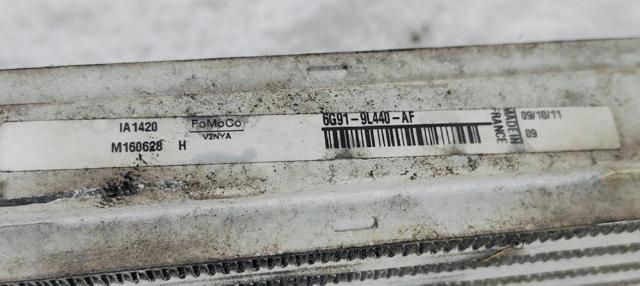 IA1420
M160628 H
FoMoCo
V2NYA
6G91-9L440-AF
MADE IN
FRANCE
09/10/11
09